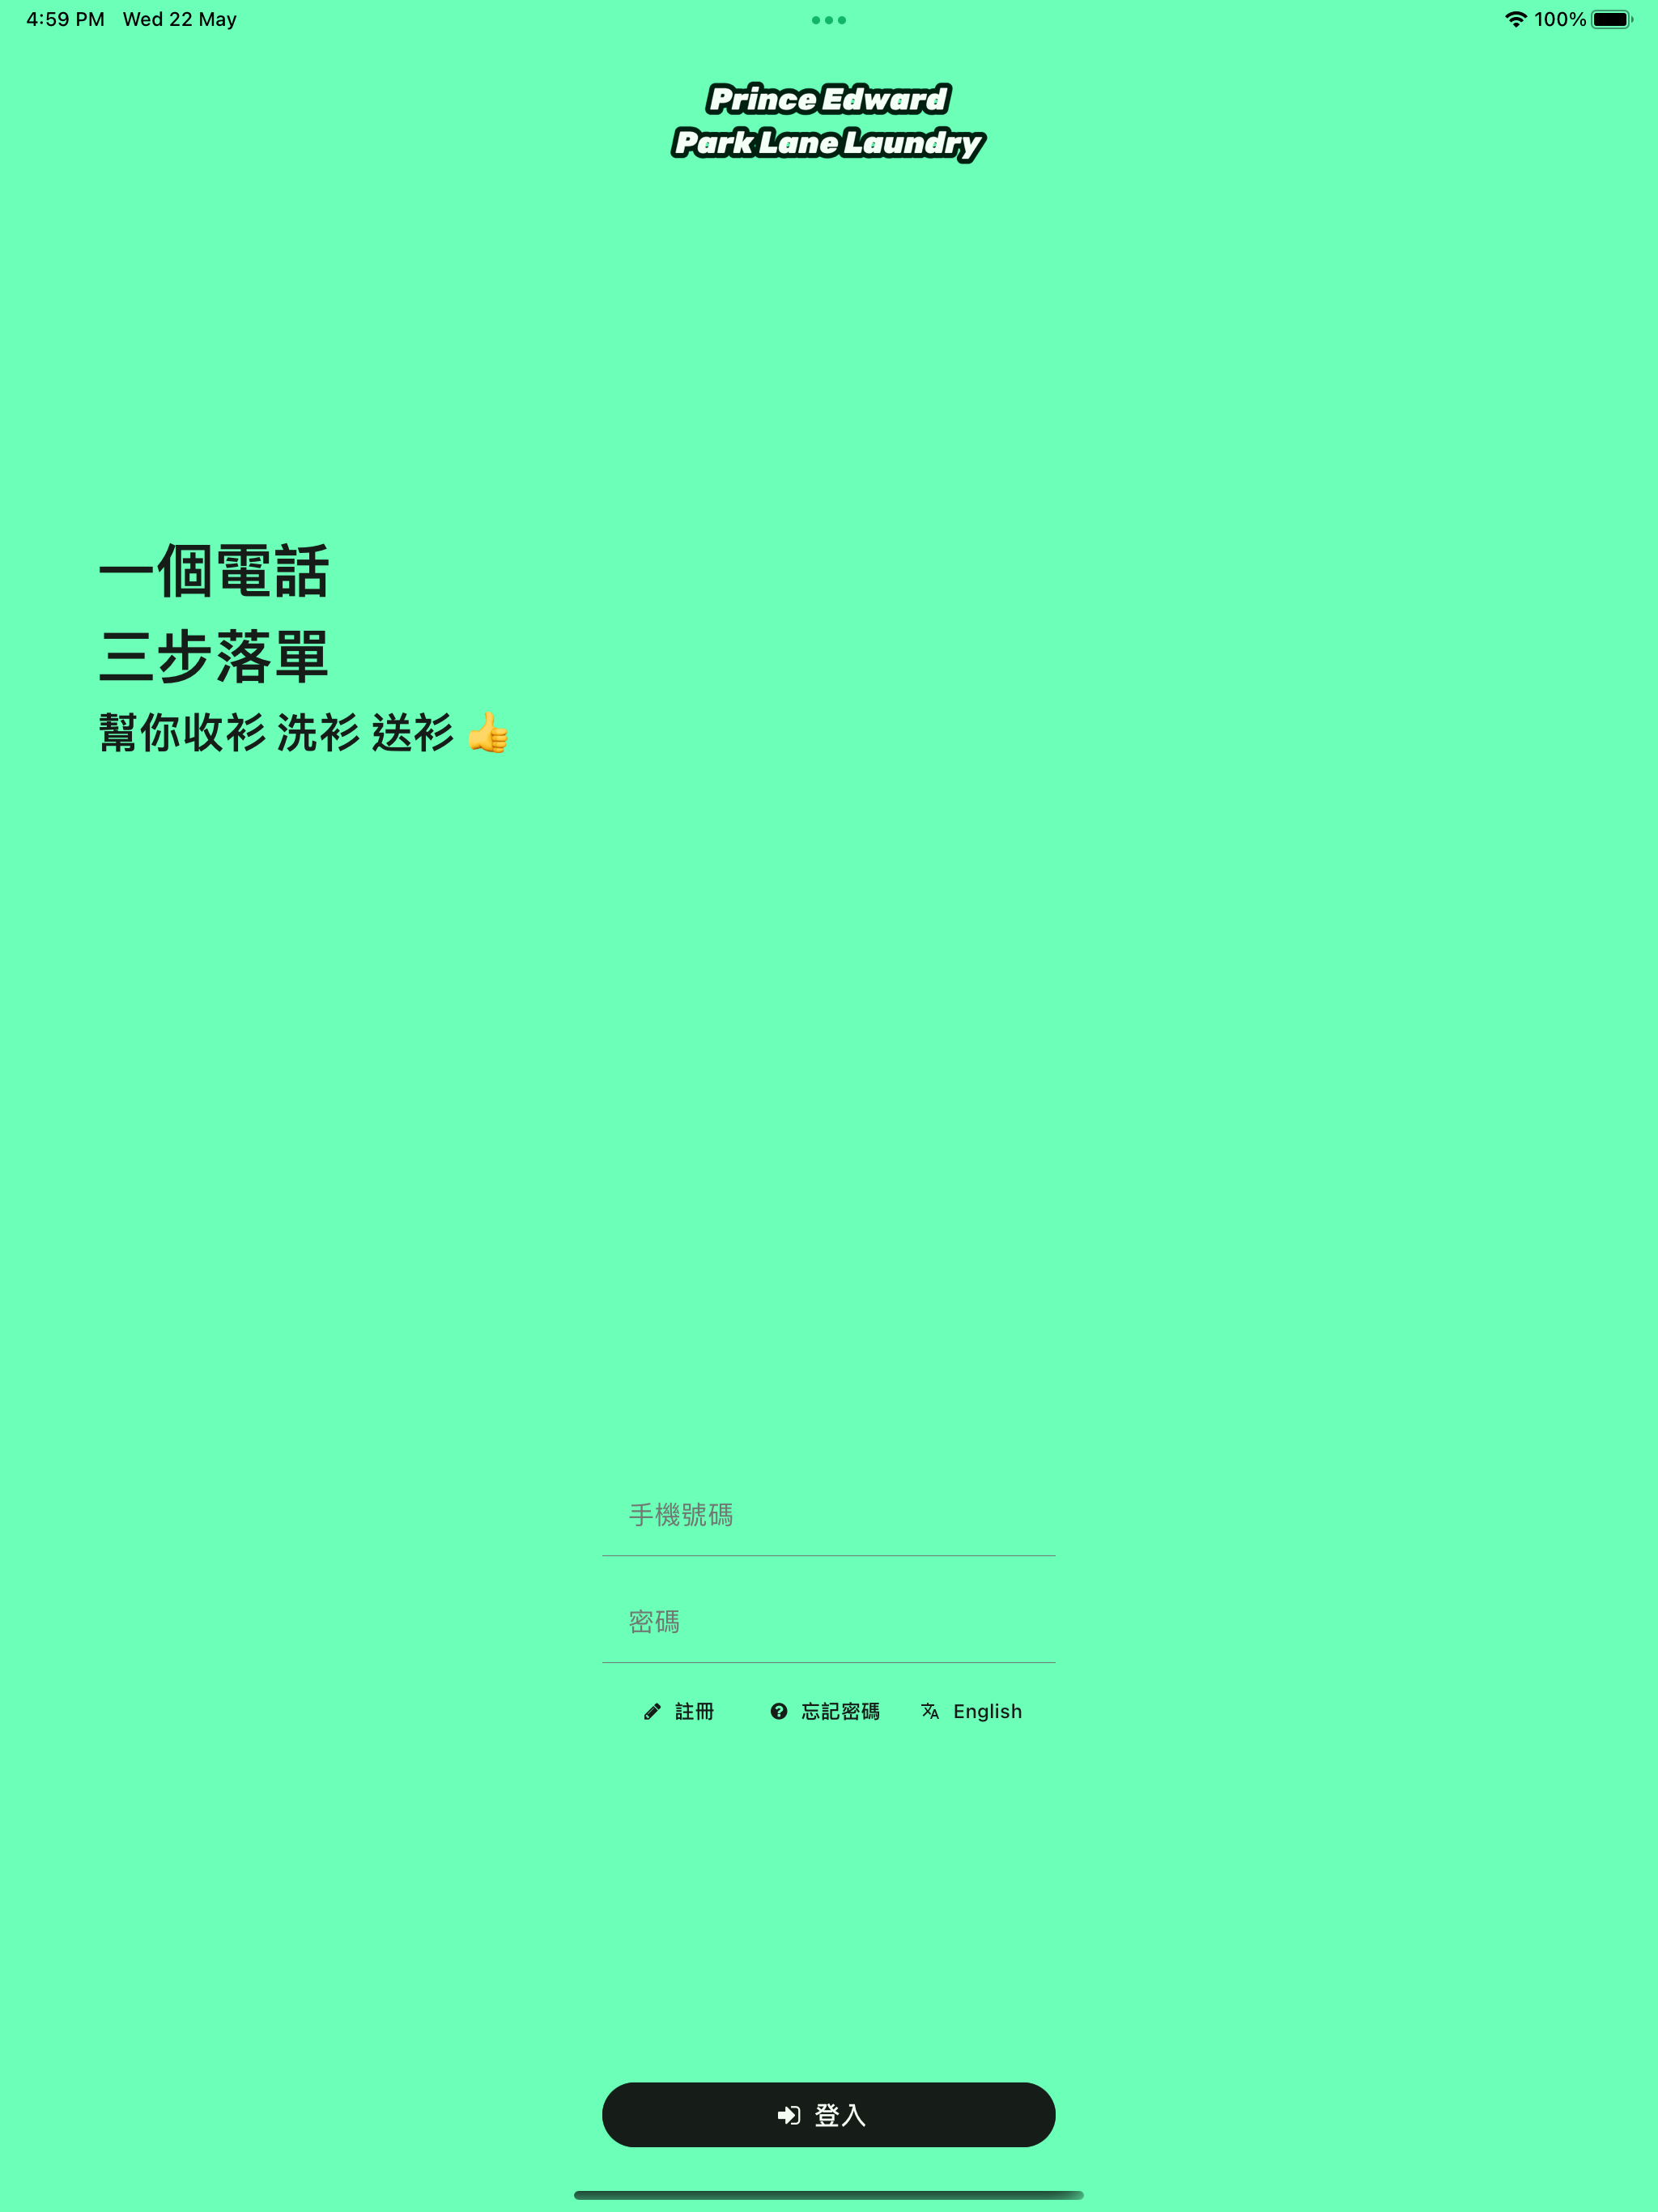 4:59 PM Wed 22 May
100%
Prince Edward
Park Lane Laundry
一個電話
三步落單
幫你收衫 洗衫 送衫 👍
手機號碼
密碼
註冊 忘記密碼 English
登入